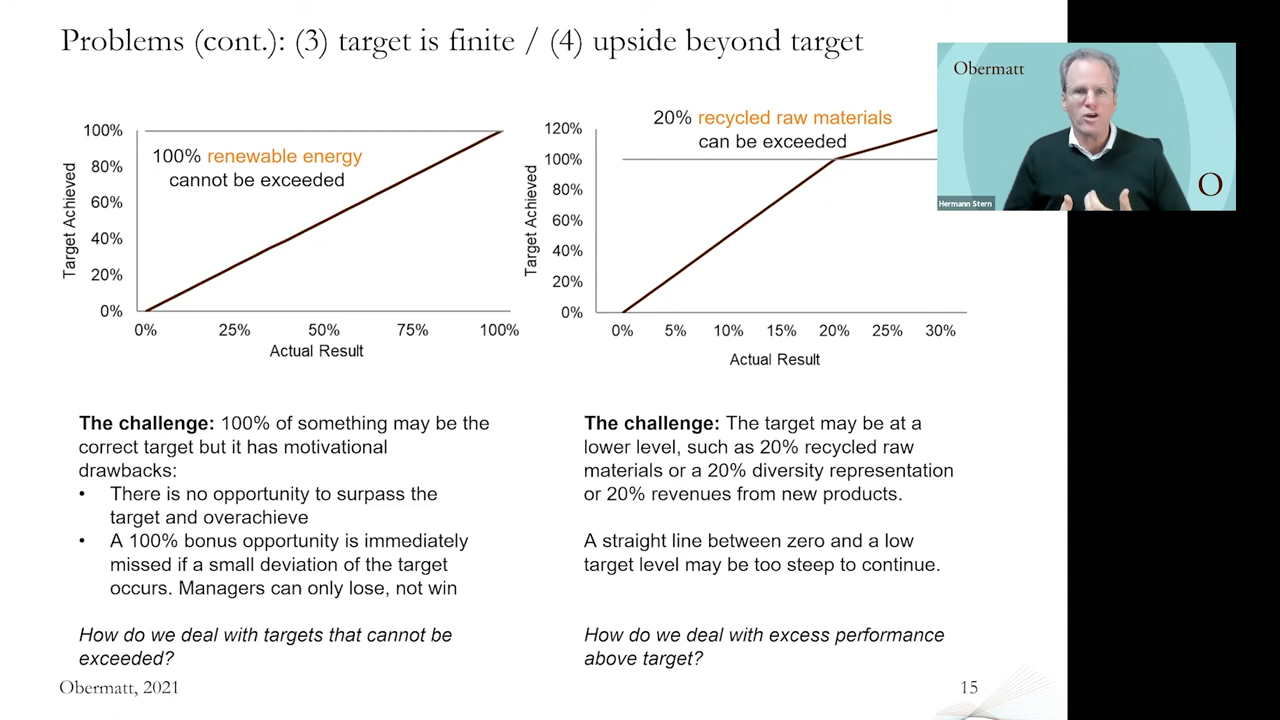 Problems (cont.): (3) target is finite / (4) upside beyond target
100% renewable energy
cannot be exceeded
Target Achieved
100%
80%
60%
40%
20%
0%
0% 25% 50% 75% 100%
Actual Result
20% recycled raw materials
can be exceeded
Target Achieved
120%
100%
80%
60%
40%
20%
0%
0% 5% 10% 15% 20% 25% 30%
Actual Result
Obermatt
O
Hermann Stern
The challenge: 100% of something may be the
correct target but it has motivational
drawbacks:
• There is no opportunity to surpass the
target and overachieve
• A 100% bonus opportunity is immediately
missed if a small deviation of the target
occurs. Managers can only lose, not win
How do we deal with targets that cannot be
exceeded?
The challenge: The target may be at a
lower level, such as 20% recycled raw
materials or a 20% diversity representation
or 20% revenues from new products.
A straight line between zero and a low
target level may be too steep to continue.
How do we deal with excess performance
above target?
Obermatt, 2021
15